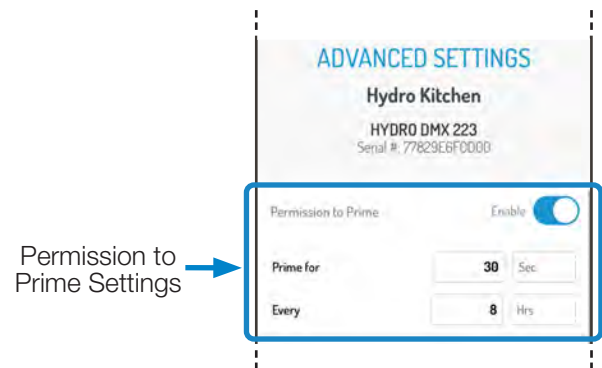 ADVANCED SETTINGS
Hydro Kitchen
HYDRO DMX 223
Serial #: 77829E6FCDDD
Permission to Prime Enable
Permission to
Prime Settings
Prime for 30 Sec
Every 8 Hrs